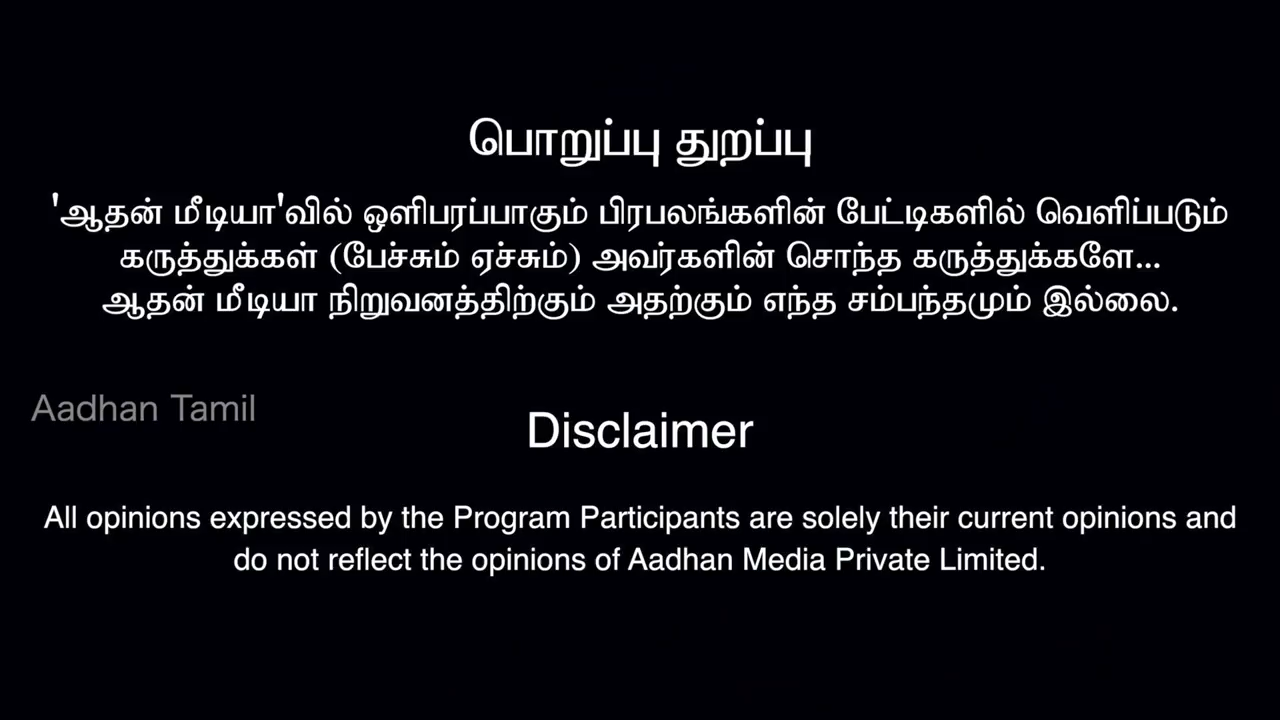 பொறுப்பு துறப்பு
'ஆதன் மீடியா'வில் ஒளிபரப்பாகும் பிரபலங்களின் பேட்டிகளில் வெளிப்படும்
கருத்துக்கள் (பேச்சும் ஏச்சும்) அவர்களின் சொந்த கருத்துக்களே...
ஆதன் மீடியா நிறுவனத்திற்கும் அதற்கும் எந்த சம்பந்தமும் இல்லை.
Aadhan Tamil
Disclaimer
All opinions expressed by the Program Participants are solely their current opinions and
do not reflect the opinions of Aadhan Media Private Limited.